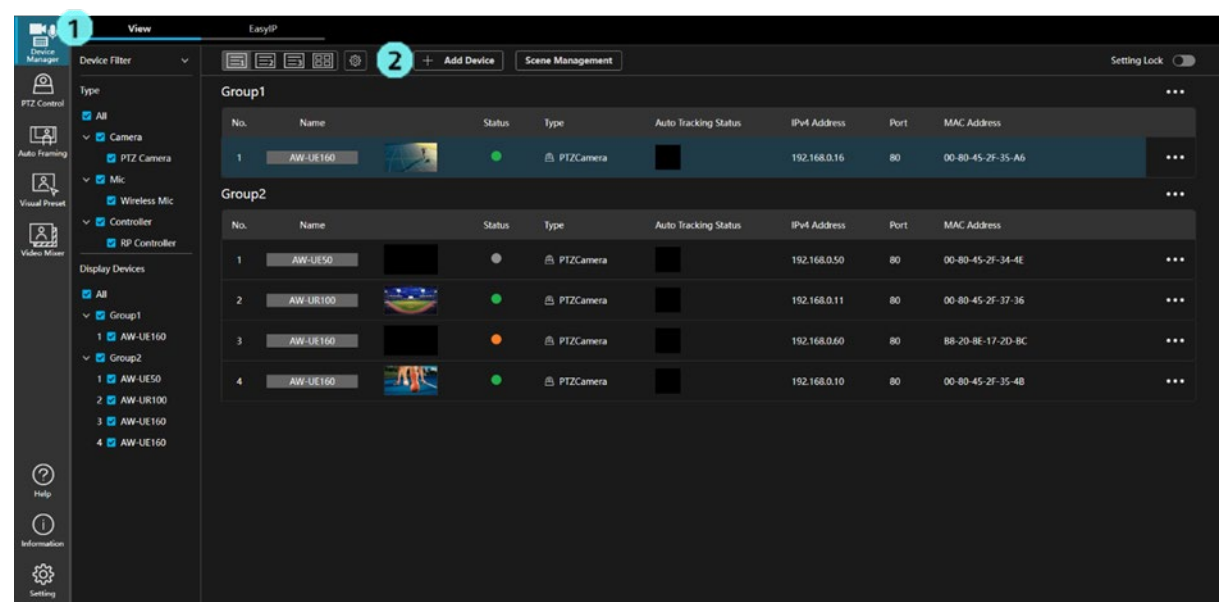 1
View
EasyIP
Device Manager
Device Filter
2
+ Add Device
Scene Management
Setting Lock
PTZ Control
Auto Framing
Visual Preset
Video Mixer
Type
All
Camera
PTZ Camera
Mic
Wireless Mic
Controller
RP Controller
Display Devices
All
Group1
1 AW-UE160
Group2
1 AW-UE50
2 AW-UR100
3 AW-UE160
4 AW-UE160
Help
Information
Setting
Group1
No. Name Status Type Auto Tracking Status IPv4 Address Port MAC Address
1 AW-UE160 PTZCamera 192.168.0.16 80 00-80-45-2F-35-A6
Group2
No. Name Status Type Auto Tracking Status IPv4 Address Port MAC Address
1 AW-UE50 PTZCamera 192.168.0.50 80 00-80-45-2F-34-4E
2 AW-UR100 PTZCamera 192.168.0.11 80 00-80-45-2F-37-36
3 AW-UE160 PTZCamera 192.168.0.60 80 B8-20-8E-17-2D-BC
4 AW-UE160 PTZCamera 192.168.0.10 80 00-80-45-2F-35-4B